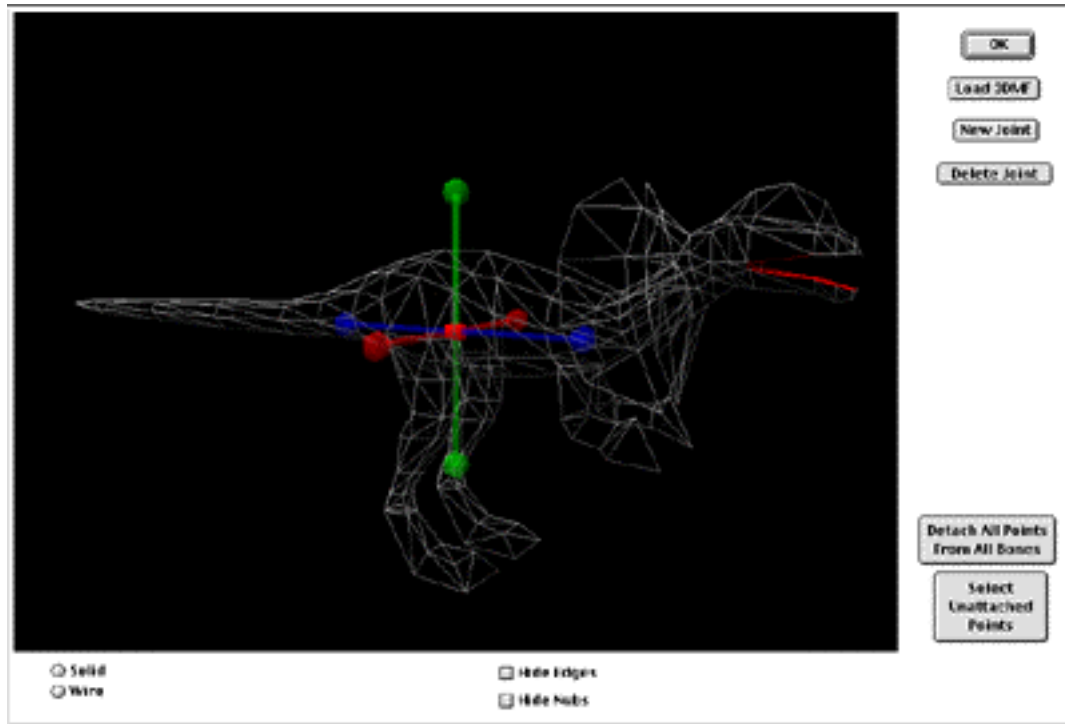 OK
Load 3DMF
New Joint
Delete Joint
Detach All Points
From All Bones
Select
Unattached
Points
Solid
Wire
Hide Edges
Hide Nubs